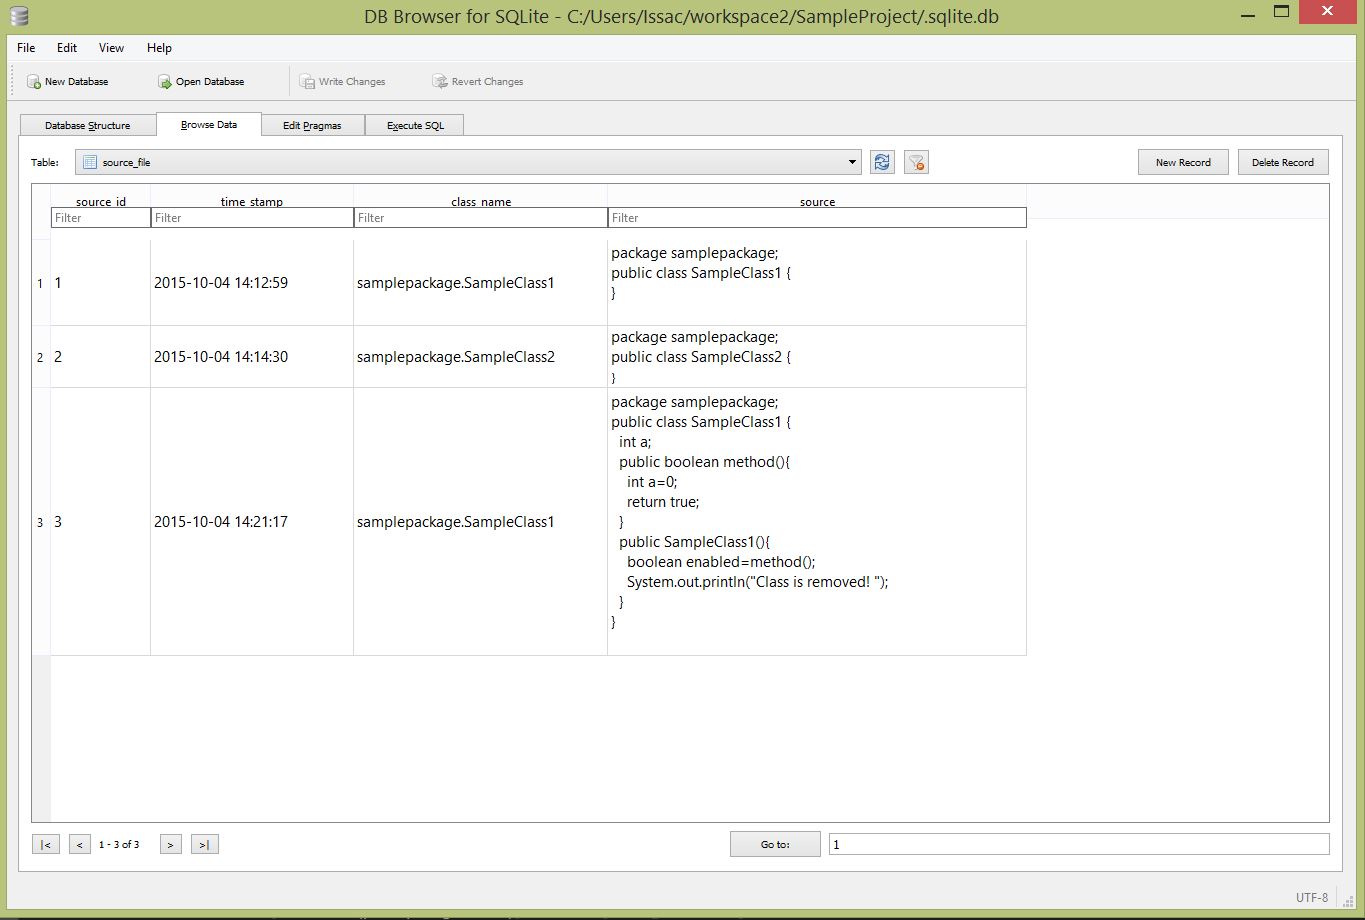 DB Browser for SQLite - C:/Users/Issac/workspace2/SampleProject/.sqlite.db
File Edit View Help
New Database Open Database Write Changes Revert Changes
Database Structure Browse Data Edit Pragmas Execute SQL
Table: source_file New Record Delete Record
source_id time_stamp class_name source
Filter Filter Filter Filter
1 1 2015-10-04 14:12:59 samplepackage.SampleClass1
package samplepackage;
public class SampleClass1 {
}
2 2 2015-10-04 14:14:30 samplepackage.SampleClass2
package samplepackage;
public class SampleClass2 {
}
3 3 2015-10-04 14:21:17 samplepackage.SampleClass1
package samplepackage;
public class SampleClass1 {
int a;
public boolean method(){
int a=0;
return true;
}
public SampleClass1(){
boolean enabled=method();
System.out.println("Class is removed! ");
}
}
|< < 1 - 3 of 3 > >| Go to: 1
UTF-8